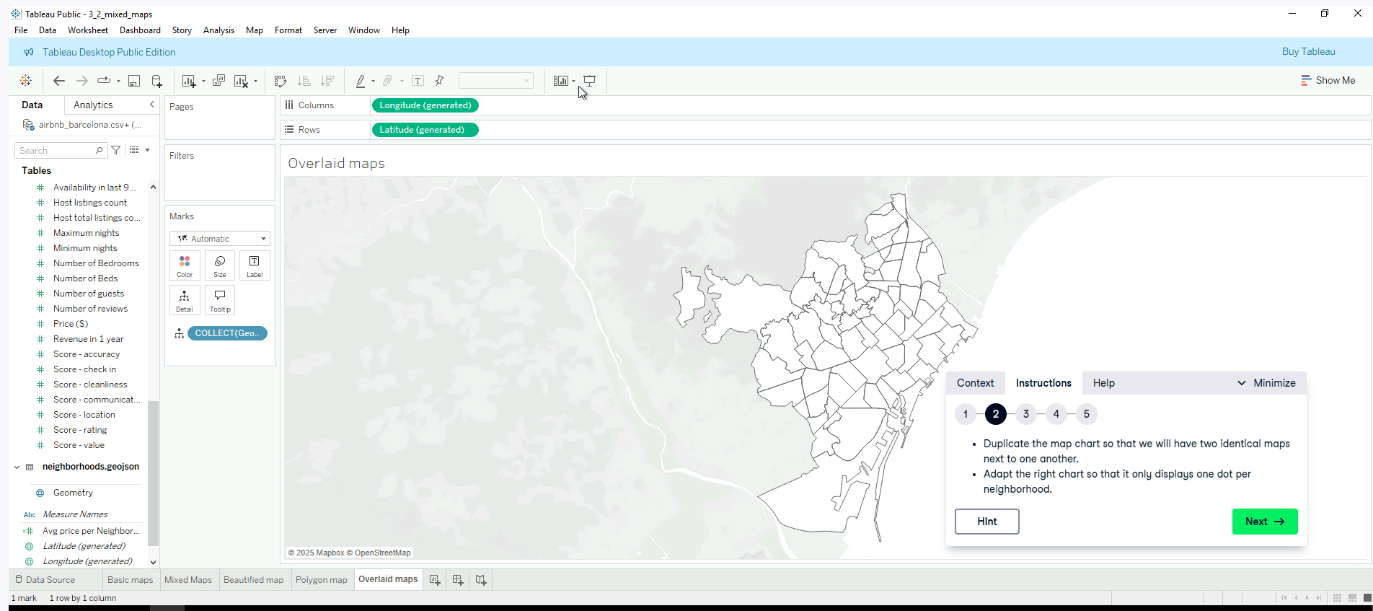 Tableau Public - 3_2_mixed_maps
File Data Worksheet Dashboard Story Analysis Map Format Server Window Help
Tableau Desktop Public Edition
Buy Tableau
Show Me
Data
Analytics
airbnb_barcelona.csv+ (...
Search
Tables
Availability in last 9...
Host listings count
Host total listings co...
Maximum nights
Minimum nights
Number of Bedrooms
Number of Beds
Number of guests
Number of reviews
Price ($)
Revenue in 1 year
Score - accuracy
Score - check in
Score - cleanliness
Score - communicat...
Score - location
Score - rating
Score - value
neighborhoods.geojson
Geometry
Abc Measure Names
Avg price per Neighbor...
Latitude (generated)
Longitude (generated)
Pages
Filters
Marks
Automatic
Color
Size
Label
Detail
Tooltip
COLLECT(Geo..
Columns
Longitude (generated)
Rows
Latitude (generated)
Overlaid maps
© 2025 Mapbox © OpenStreetMap
Context
Instructions
Help
Minimize
1 2 3 4 5
• Duplicate the map chart so that we will have two identical maps
next to one another.
• Adapt the right chart so that it only displays one dot per
neighborhood.
Hint
Next →
Data Source
Basic maps
Mixed Maps
Beautified map
Polygon map
Overlaid maps
1 mark 1 row by 1 column